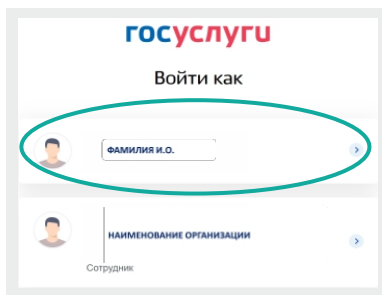 госуслуги
Войти как
ФАМИЛИЯ И.О.
НАИМЕНОВАНИЕ ОРГАНИЗАЦИИ
Сотрудник